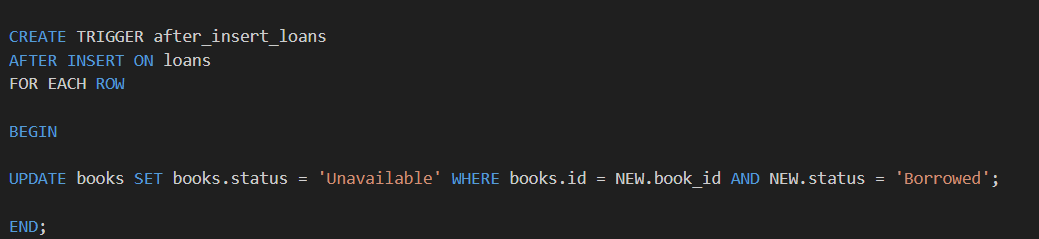 CREATE TRIGGER after_insert_loans
AFTER INSERT ON loans
FOR EACH ROW
BEGIN
UPDATE books SET books.status = 'Unavailable' WHERE books.id = NEW.book_id AND NEW.status = 'Borrowed';
END;